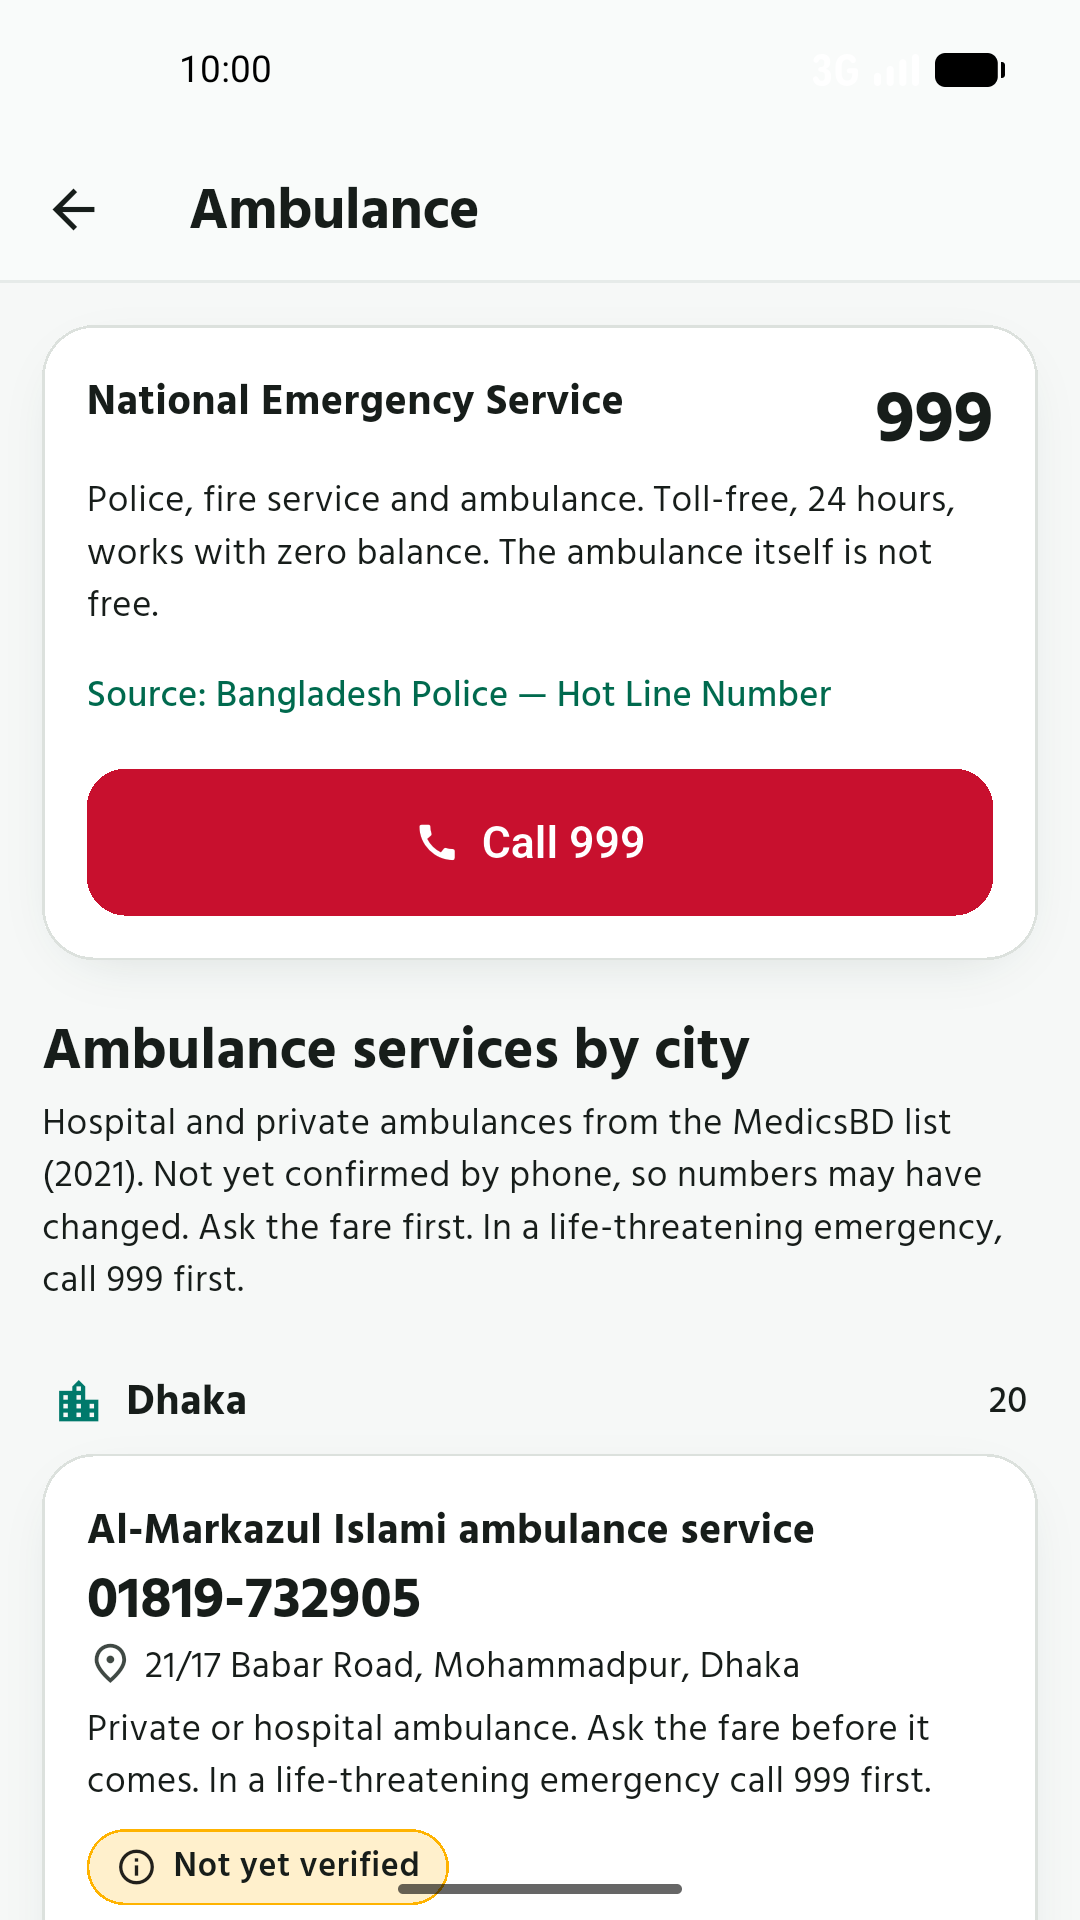 10:00
3G
Ambulance
National Emergency Service
999
Police, fire service and ambulance. Toll-free, 24 hours,
works with zero balance. The ambulance itself is not
free.
Source: Bangladesh Police — Hot Line Number
Call 999
Ambulance services by city
Hospital and private ambulances from the MedicsBD list
(2021). Not yet confirmed by phone, so numbers may have
changed. Ask the fare first. In a life-threatening emergency,
call 999 first.
Dhaka
20
Al-Markazul Islami ambulance service
01819-732905
21/17 Babar Road, Mohammadpur, Dhaka
Private or hospital ambulance. Ask the fare before it
comes. In a life-threatening emergency call 999 first.
Not yet verified